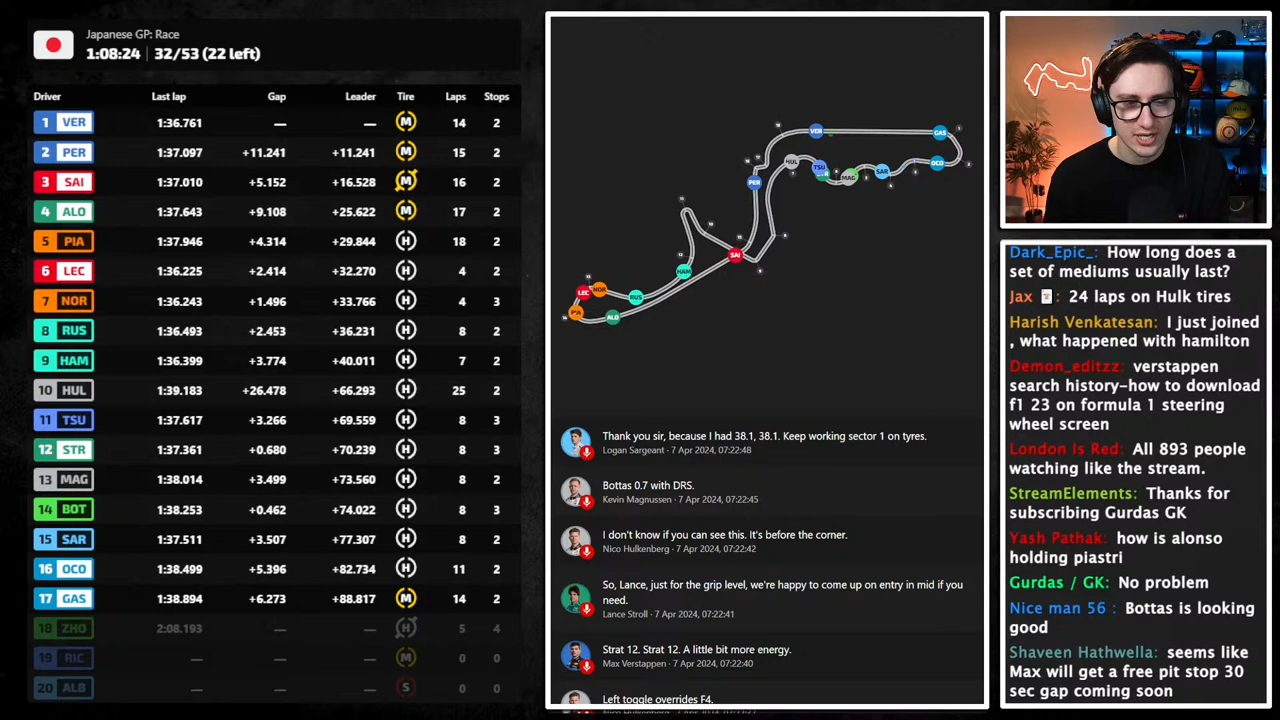 Japanese GP: Race
1:08:24 | 32/53 (22 left)
Driver Last lap Gap Leader Tire Laps Stops
1 VER 1:36.761 — — M 14 2
2 PER 1:37.097 +11.241 +11.241 M 15 2
3 SAI 1:37.010 +5.152 +16.528 M 16 2
4 ALO 1:37.643 +9.108 +25.622 M 17 2
5 PIA 1:37.946 +4.314 +29.844 H 18 2
6 LEC 1:36.225 +2.414 +32.270 H 4 2
7 NOR 1:36.243 +1.496 +33.766 H 4 3
8 RUS 1:36.493 +2.453 +36.231 H 8 2
9 HAM 1:36.399 +3.774 +40.011 H 7 2
10 HUL 1:39.183 +26.478 +66.293 H 25 2
11 TSU 1:37.617 +3.266 +69.559 H 8 3
12 STR 1:37.361 +0.680 +70.239 H 8 3
13 MAG 1:38.014 +3.499 +73.560 H 8 2
14 BOT 1:38.253 +0.462 +74.022 H 8 3
15 SAR 1:37.511 +3.507 +77.307 H 8 2
16 OCO 1:38.499 +5.396 +82.734 H 11 2
17 GAS 1:38.894 +6.273 +88.817 M 14 2
18 ZHO 2:08.193 — — H 5 4
19 RIC — — — M 0 0
20 ALB — — — S 0 0
VER GAS
HUL TSU STR MAG SAR OCO
PER
SAI
HAM
LEC NOR RUS
PIA ALO
Thank you sir, because I had 38.1, 38.1. Keep working sector 1 on tyres.
Logan Sargeant · 7 Apr 2024, 07:22:48
Bottas 0.7 with DRS.
Kevin Magnussen · 7 Apr 2024, 07:22:45
I don't know if you can see this. It's before the corner.
Nico Hulkenberg · 7 Apr 2024, 07:22:42
So, Lance, just for the grip level, we're happy to come up on entry in mid if you
need.
Lance Stroll · 7 Apr 2024, 07:22:41
Strat 12. Strat 12. A little bit more energy.
Max Verstappen · 7 Apr 2024, 07:22:40
Left toggle overrides F4.
Dark_Epic_: How long does a
set of mediums usually last?
Jax : 24 laps on Hulk tires
Harish Venkatesan: I just joined
, what happened with hamilton
Demon_editzz: verstappen
search history-how to download
f1 23 on formula 1 steering
wheel screen
London Is Red: All 893 people
watching like the stream.
StreamElements: Thanks for
subscribing Gurdas GK
Yash Pathak: how is alonso
holding piastri
Gurdas / GK: No problem
Nice man 56 : Bottas is looking
good
Shaveen Hathwella: seems like
Max will get a free pit stop 30
sec gap coming soon